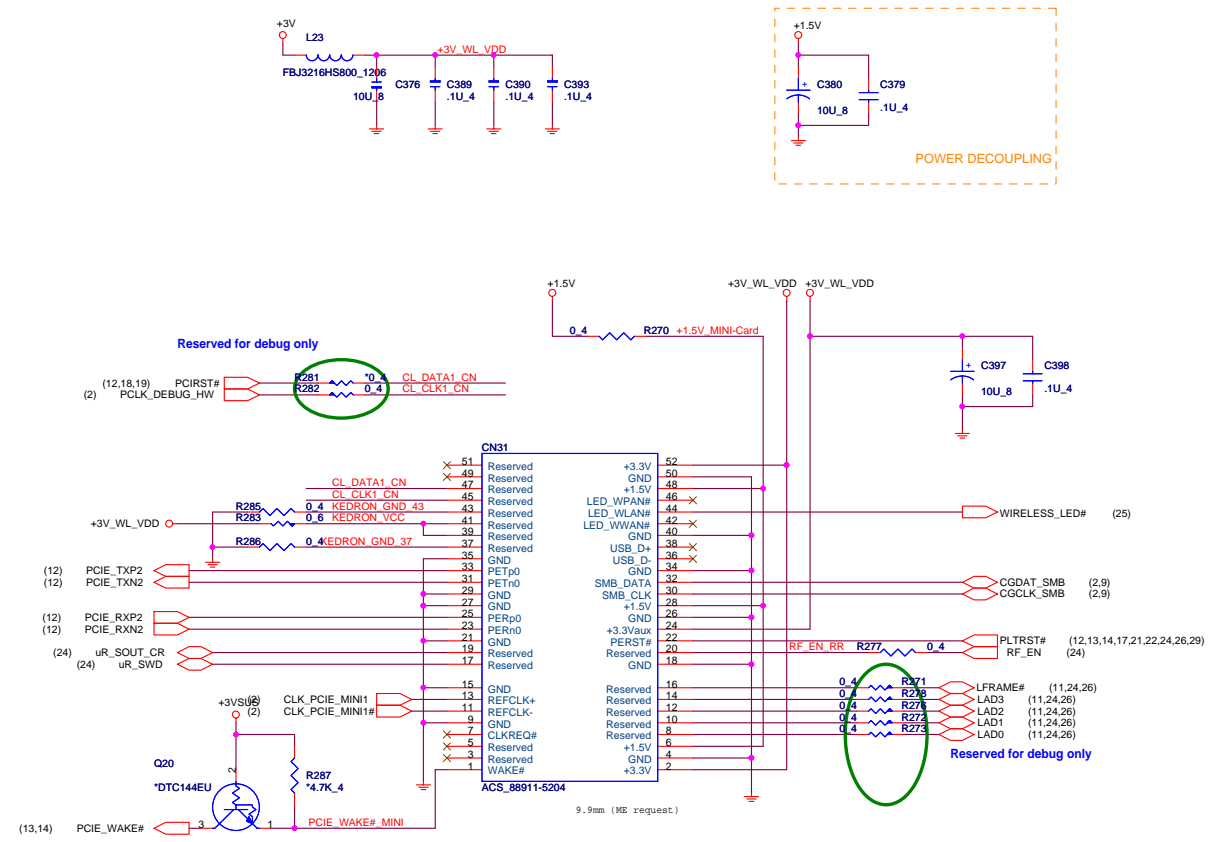 +3V
L23
FBJ3216HS800_1206
+3V_WL_VDD
C376
10U_8
C389
.1U_4
C390
.1U_4
C393
.1U_4
+1.5V
C380
10U_8
C379
.1U_4
POWER DECOUPLING
+1.5V
0_4 R270 +1.5V_MINI-Card
+3V_WL_VDD
+3V_WL_VDD
C397
10U_8
C398
.1U_4
Reserved for debug only
(12,18,19) PCIRST# R281 *0_4 CL_DATA1_CN
(2) PCLK_DEBUG_HW R282 0_4 CL_CLK1_CN
CN31
51 Reserved +3.3V 52
49 Reserved GND 50
CL_DATA1_CN 47 Reserved +1.5V 48
CL_CLK1_CN 45 Reserved LED_WPAN# 46
R285 0_4 KEDRON_GND_43 43 Reserved LED_WLAN# 44 WIRELESS_LED# (25)
+3V_WL_VDD R283 0_6 KEDRON_VCC 41 Reserved LED_WWAN# 42
39 Reserved GND 40
R286 0_4 KEDRON_GND_37 37 Reserved USB_D+ 38
35 GND USB_D- 36
(12) PCIE_TXP2 33 PETp0 GND 34
(12) PCIE_TXN2 31 PETn0 SMB_DATA 32 CGDAT_SMB (2,9)
29 GND SMB_CLK 30 CGCLK_SMB (2,9)
27 GND +1.5V 28
(12) PCIE_RXP2 25 PERp0 GND 26
(12) PCIE_RXN2 23 PERn0 +3.3Vaux 24
21 GND PERST# 22 PLTRST# (12,13,14,17,21,22,24,26,29)
(24) uR_SOUT_CR 19 Reserved Reserved 20 RF_EN_RR R277 0_4 RF_EN (24)
(24) uR_SWD 17 Reserved GND 18
15 GND Reserved 16 0_4 R271 LFRAME# (11,24,26)
(2) CLK_PCIE_MINI1 13 REFCLK+ Reserved 14 0_4 R278 LAD3 (11,24,26)
(2) CLK_PCIE_MINI1# 11 REFCLK- Reserved 12 0_4 R276 LAD2 (11,24,26)
9 GND Reserved 10 0_4 R272 LAD1 (11,24,26)
7 CLKREQ# Reserved 8 0_4 R273 LAD0 (11,24,26)
5 Reserved +1.5V 6
3 Reserved GND 4
1 WAKE# +3.3V 2
Reserved for debug only
ACS_88911-5204
9.9mm (ME request)
+3VSUS
Q20
*DTC144EU
2
R287
*4.7K_4
(13,14) PCIE_WAKE# 3 1 PCIE_WAKE#_MINI